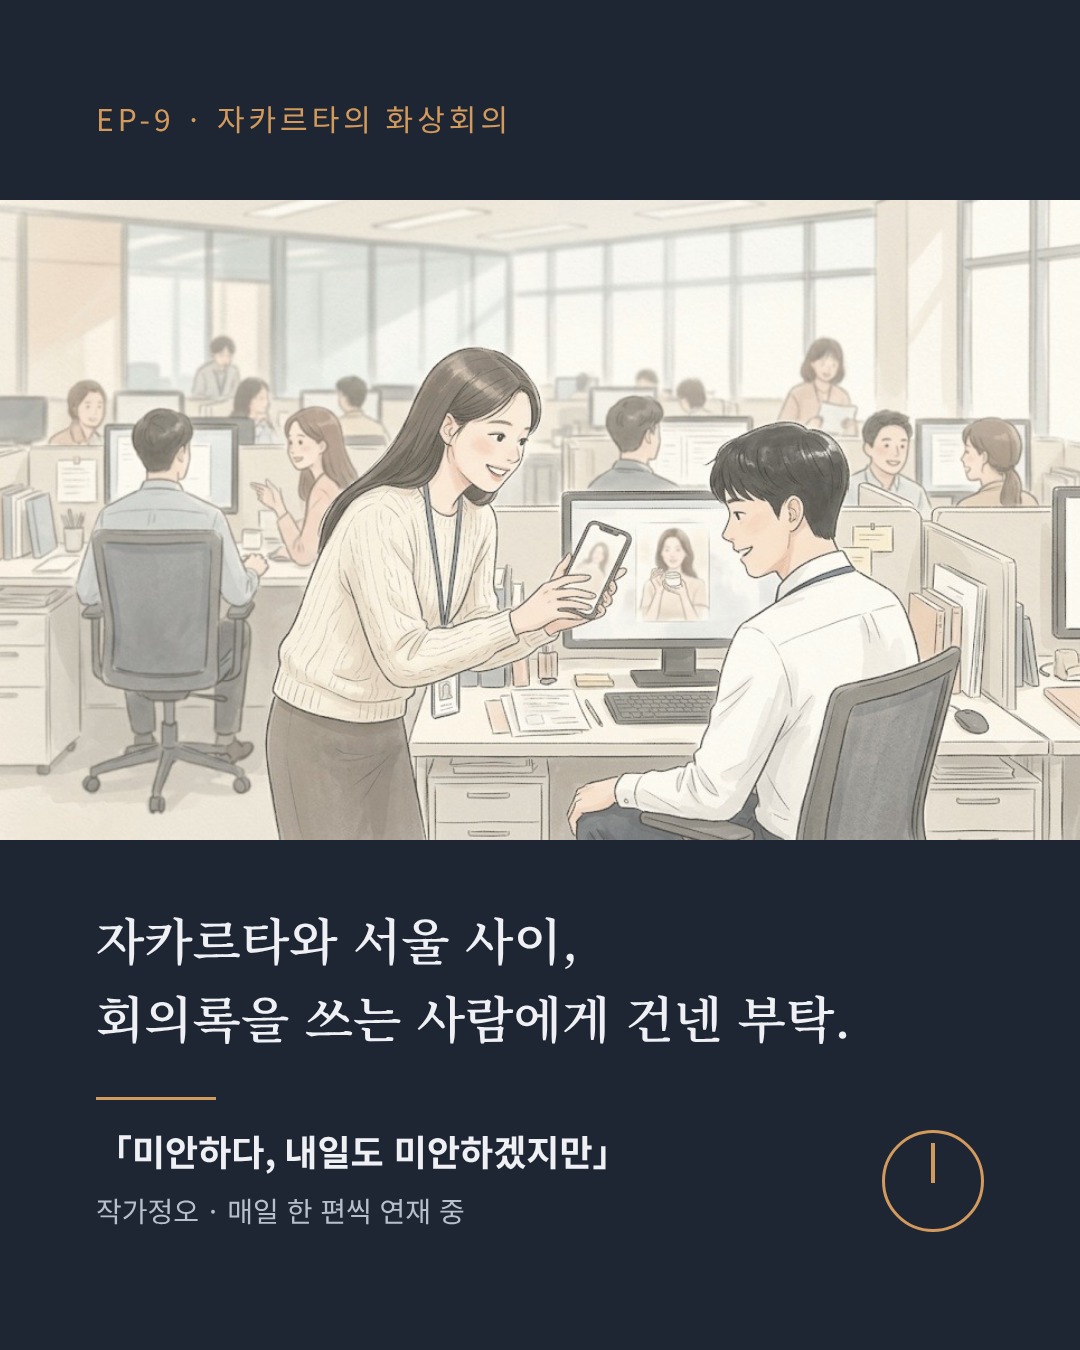 EP-9 · 자카르타의 화상회의
자카르타와 서울 사이,
회의록을 쓰는 사람에게 건넨 부탁.
「미안하다, 내일도 미안하겠지만」
작가정오 · 매일 한 편씩 연재 중